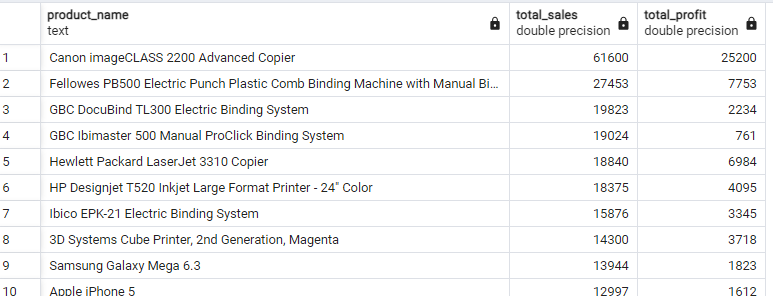 product_name total_sales total_profit
text double precision double precision
1 Canon imageCLASS 2200 Advanced Copier 61600 25200
2 Fellowes PB500 Electric Punch Plastic Comb Binding Machine with Manual Bi... 27453 7753
3 GBC DocuBind TL300 Electric Binding System 19823 2234
4 GBC Ibimaster 500 Manual ProClick Binding System 19024 761
5 Hewlett Packard LaserJet 3310 Copier 18840 6984
6 HP Designjet T520 Inkjet Large Format Printer - 24" Color 18375 4095
7 Ibico EPK-21 Electric Binding System 15876 3345
8 3D Systems Cube Printer, 2nd Generation, Magenta 14300 3718
9 Samsung Galaxy Mega 6.3 13944 1823
10 Apple iPhone 5 12997 1612